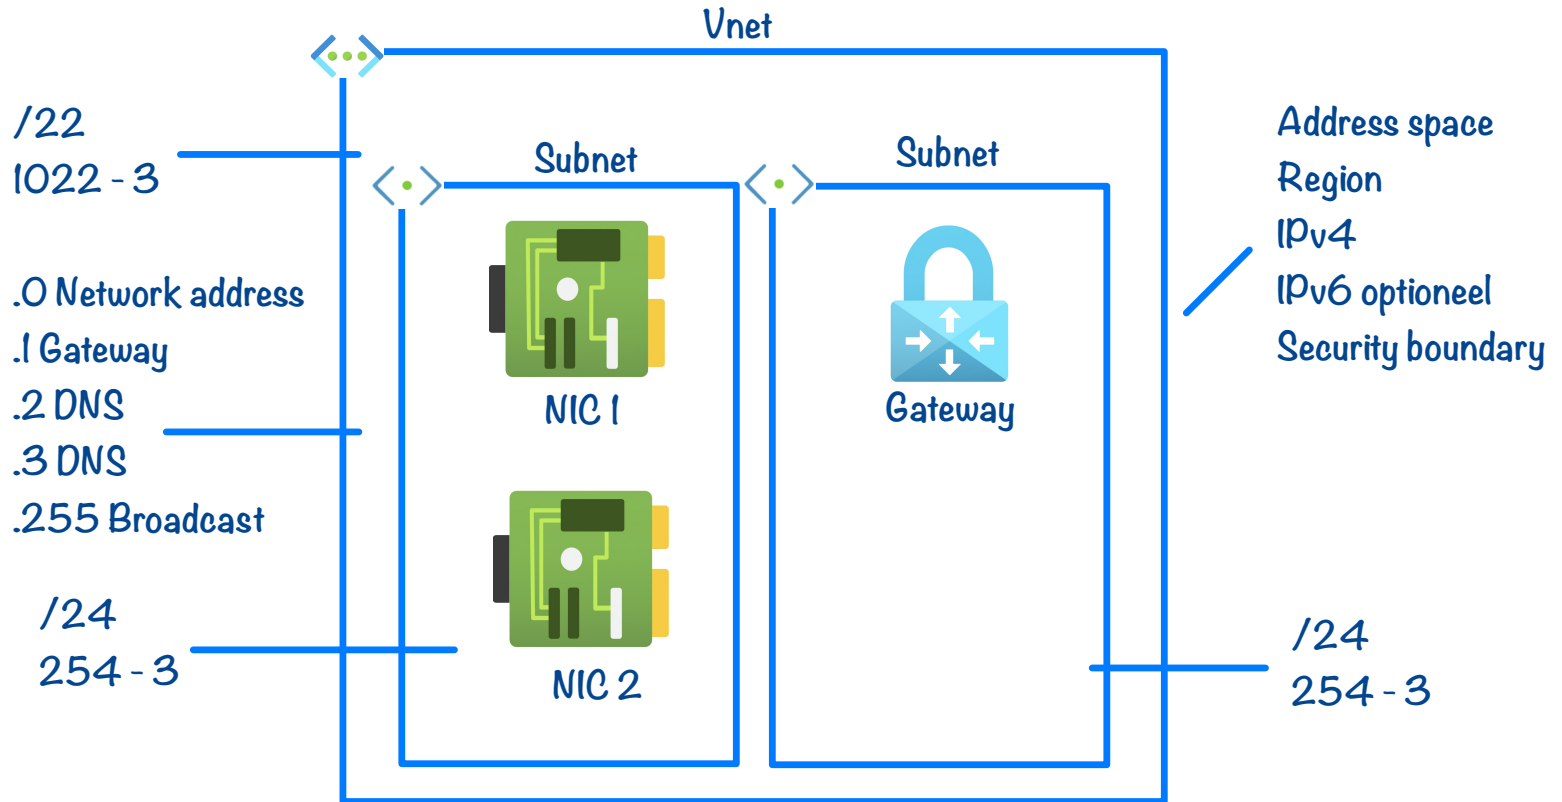 Vnet
/22
1022 - 3
.0 Network address
.1 Gateway
.2 DNS
.3 DNS
.255 Broadcast
/24
254 - 3
Subnet
NIC 1
NIC 2
Subnet
Gateway
Address space
Region
IPv4
IPv6 optioneel
Security boundary
/24
254 - 3